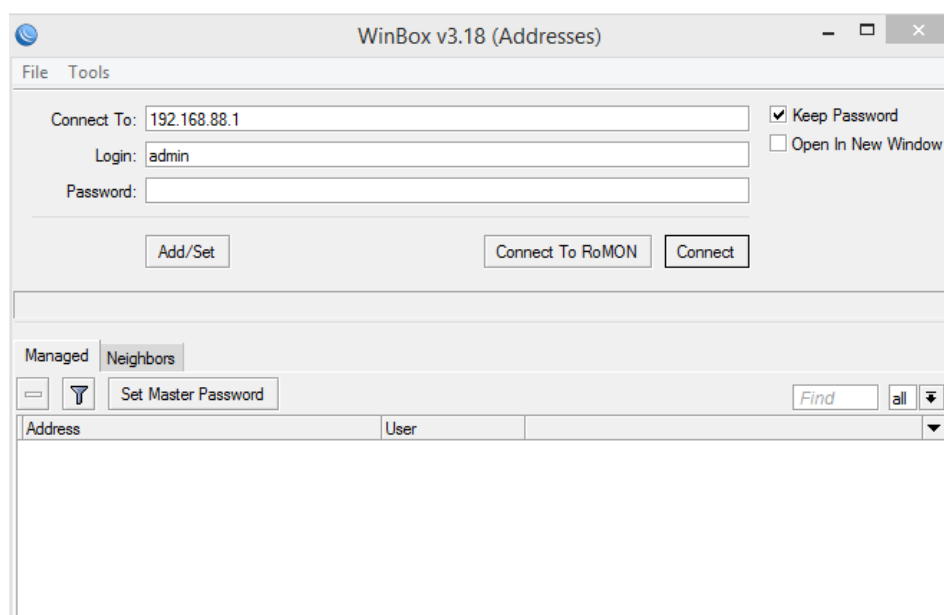 WinBox v3.18 (Addresses)
File Tools
Connect To: 192.168.88.1
Keep Password
Login: admin
Open In New Window
Password:
Add/Set Connect To RoMON Connect
Managed Neighbors
Set Master Password Find all
Address User